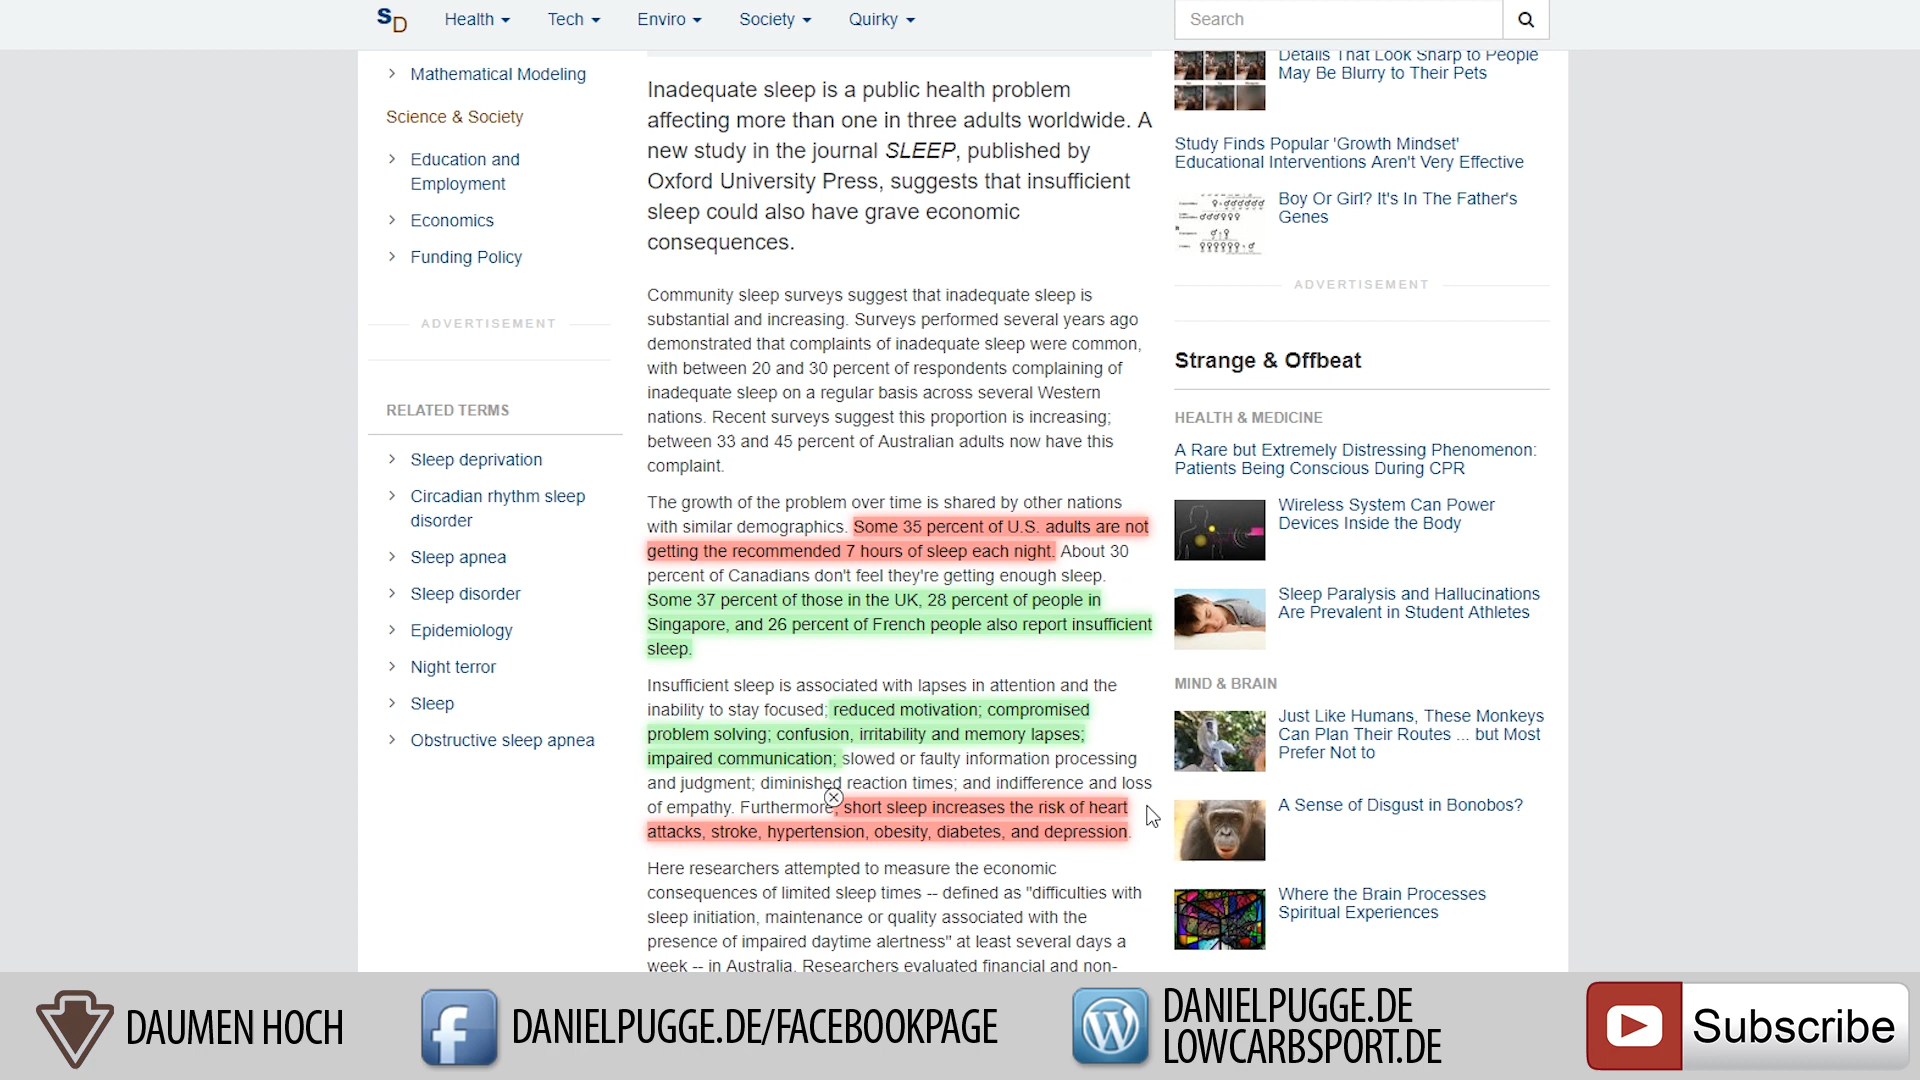 SD
Health
Tech
Enviro
Society
Quirky
Search
Mathematical Modeling
Science & Society
Education and
Employment
Economics
Funding Policy
ADVERTISEMENT
RELATED TERMS
Sleep deprivation
Circadian rhythm sleep
disorder
Sleep apnea
Sleep disorder
Epidemiology
Night terror
Sleep
Obstructive sleep apnea
Inadequate sleep is a public health problem
affecting more than one in three adults worldwide. A
new study in the journal SLEEP, published by
Oxford University Press, suggests that insufficient
sleep could also have grave economic
consequences.
Community sleep surveys suggest that inadequate sleep is
substantial and increasing. Surveys performed several years ago
demonstrated that complaints of inadequate sleep were common,
with between 20 and 30 percent of respondents complaining of
inadequate sleep on a regular basis across several Western
nations. Recent surveys suggest this proportion is increasing;
between 33 and 45 percent of Australian adults now have this
complaint.
The growth of the problem over time is shared by other nations
with similar demographics. Some 35 percent of U.S. adults are not
getting the recommended 7 hours of sleep each night. About 30
percent of Canadians don't feel they're getting enough sleep.
Some 37 percent of those in the UK, 28 percent of people in
Singapore, and 26 percent of French people also report insufficient
sleep.
Insufficient sleep is associated with lapses in attention and the
inability to stay focused; reduced motivation; compromised
problem solving; confusion, irritability and memory lapses;
impaired communication; slowed or faulty information processing
and judgment; diminished reaction times; and indifference and loss
of empathy. Furthermore, short sleep increases the risk of heart
attacks, stroke, hypertension, obesity, diabetes, and depression.
Here researchers attempted to measure the economic
consequences of limited sleep times -- defined as "difficulties with
sleep initiation, maintenance or quality associated with the
presence of impaired daytime alertness" at least several days a
week -- in Australia. Researchers evaluated financial and non-
Details That Look Sharp to People
May Be Blurry to Their Pets
Study Finds Popular 'Growth Mindset'
Educational Interventions Aren't Very Effective
Boy Or Girl? It's In The Father's
Genes
ADVERTISEMENT
Strange & Offbeat
HEALTH & MEDICINE
A Rare but Extremely Distressing Phenomenon:
Patients Being Conscious During CPR
Wireless System Can Power
Devices Inside the Body
Sleep Paralysis and Hallucinations
Are Prevalent in Student Athletes
MIND & BRAIN
Just Like Humans, These Monkeys
Can Plan Their Routes ... but Most
Prefer Not to
A Sense of Disgust in Bonobos?
Where the Brain Processes
Spiritual Experiences
DAUMEN HOCH
DANIELPUGGE.DE/FACEBOOKPAGE
DANIELPUGGE.DE
LOWCARBSPORT.DE
Subscribe